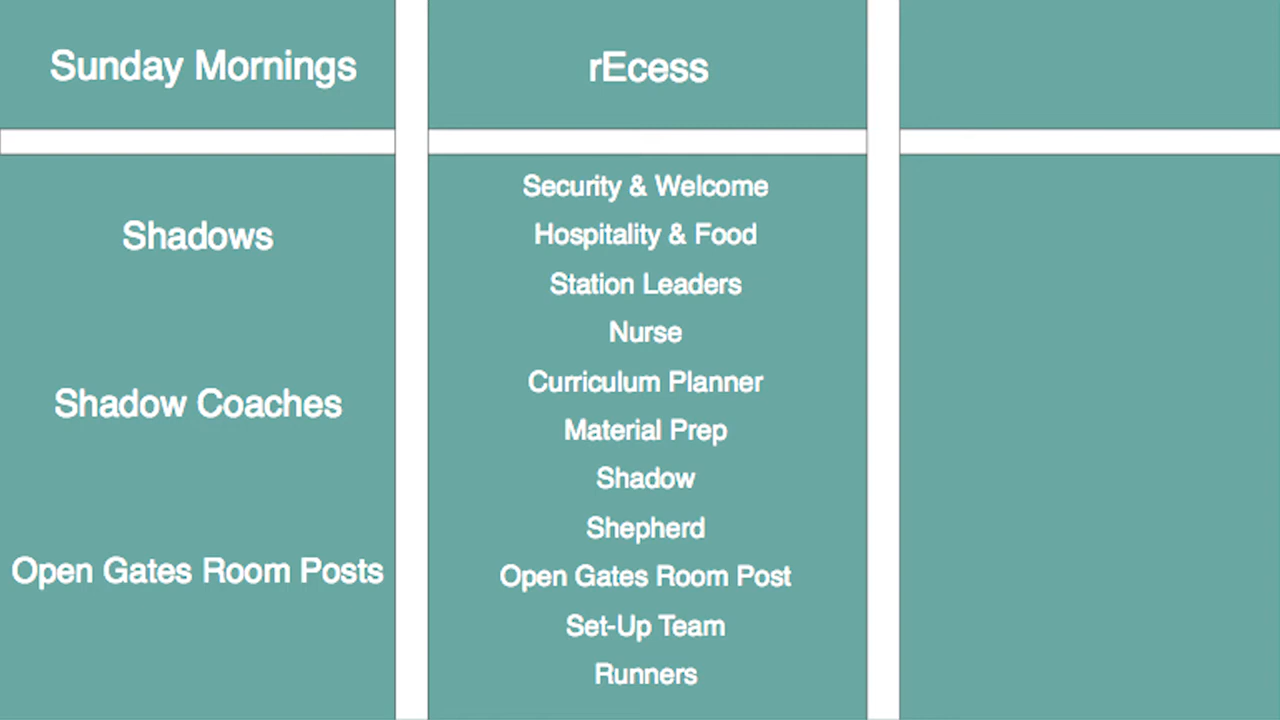 Sunday Mornings
Shadows
Shadow Coaches
Open Gates Room Posts
rEcess
Security & Welcome
Hospitality & Food
Station Leaders
Nurse
Curriculum Planner
Material Prep
Shadow
Shepherd
Open Gates Room Post
Set-Up Team
Runners